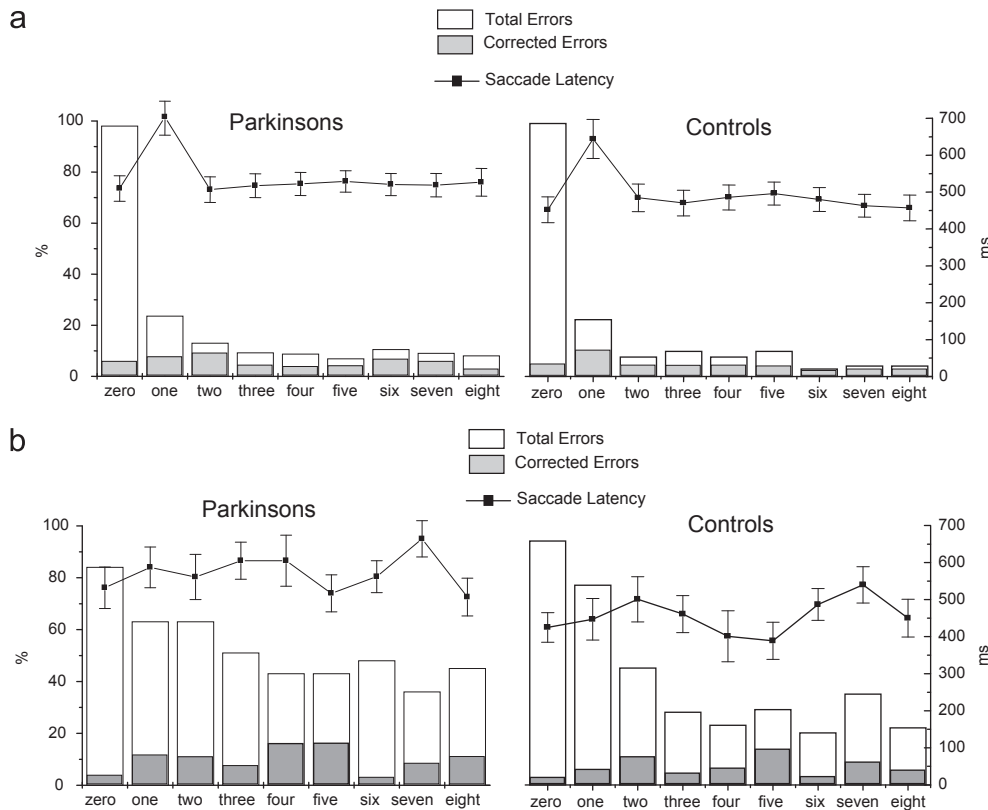 a
Total Errors
Corrected Errors
Saccade Latency
Parkinsons
Controls
100
80
60
40
20
0
%
700
600
500
400
300
200
100
0
ms
zero one two three four five six seven eight
zero one two three four five six seven eight
b
Total Errors
Corrected Errors
Saccade Latency
Parkinsons
Controls
100
80
60
40
20
0
%
700
600
500
400
300
200
100
0
ms
zero one two three four five six seven eight
zero one two three four five six seven eight